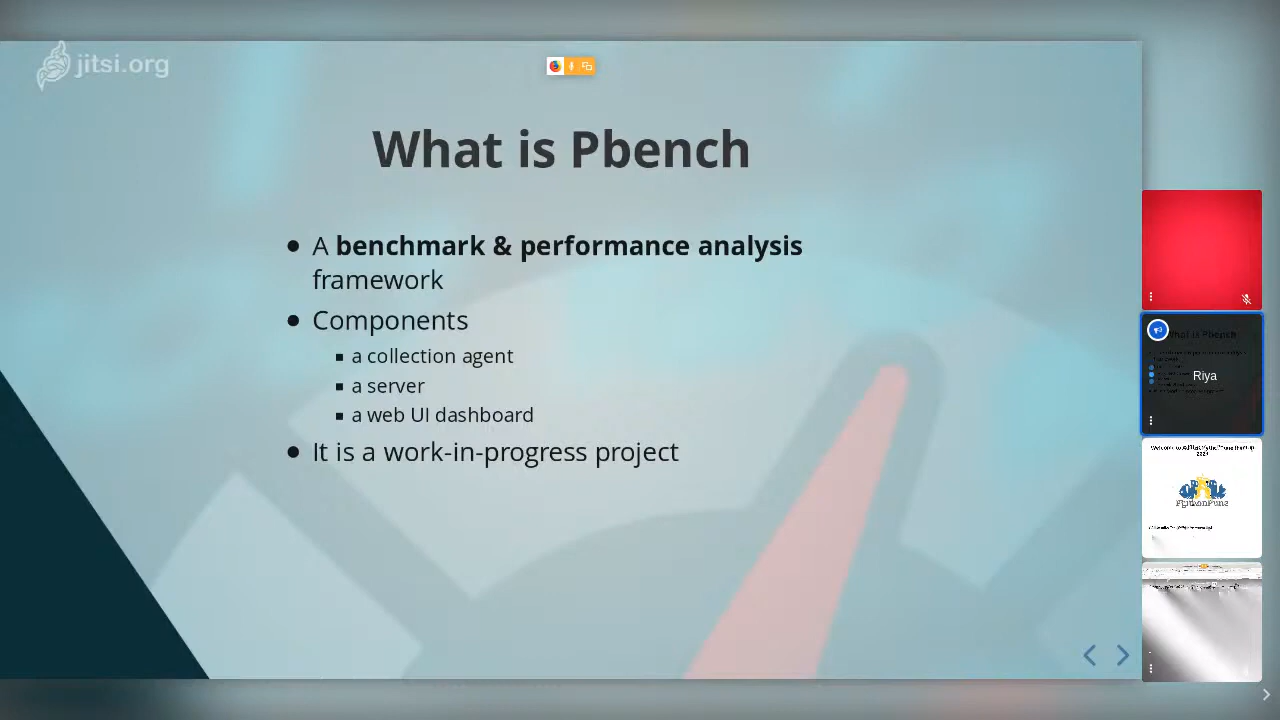 jitsi.org
What is Pbench
A benchmark & performance analysis
framework
Components
a collection agent
a server
a web UI dashboard
It is a work-in-progress project
Riya